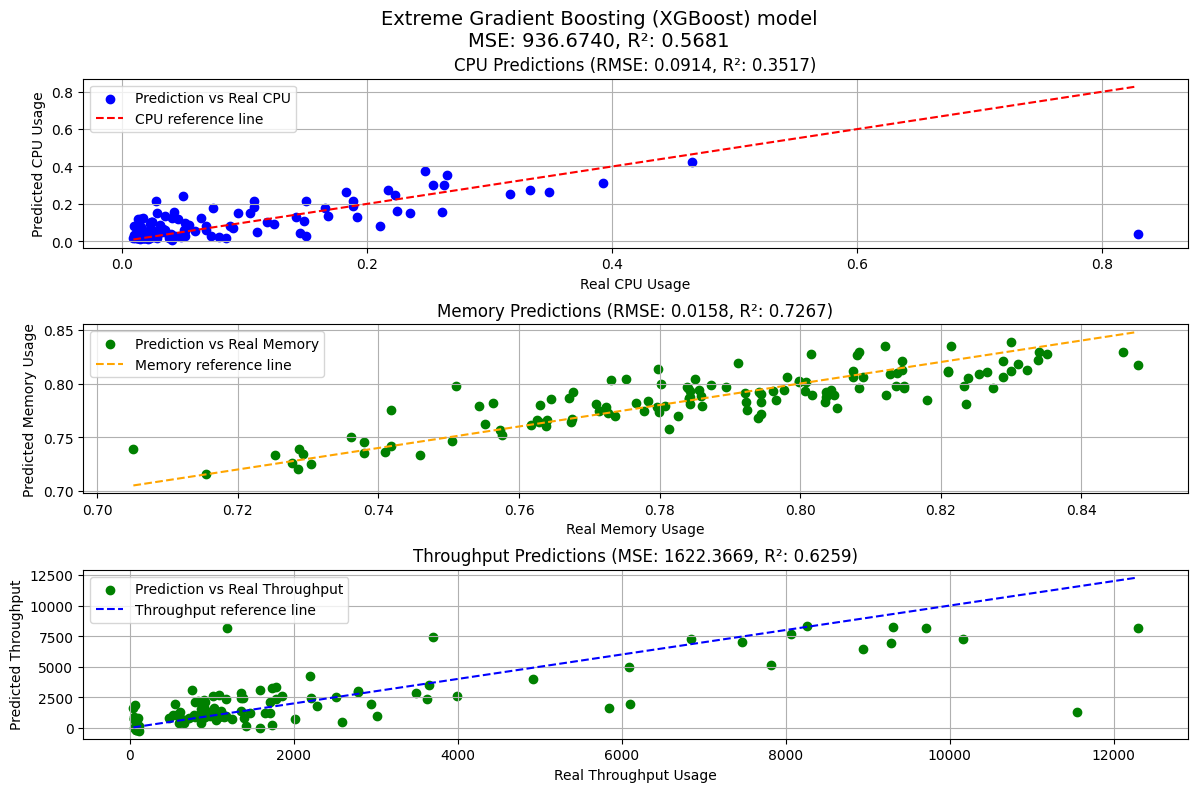 Extreme Gradient Boosting (XGBoost) model
MSE: 936.6740, R²: 0.5681
CPU Predictions (RMSE: 0.0914, R²: 0.3517)
Prediction vs Real CPU
CPU reference line
Predicted CPU Usage
0.8
0.6
0.4
0.2
0.0
0.0 0.2 0.4 0.6 0.8
Real CPU Usage
Memory Predictions (RMSE: 0.0158, R²: 0.7267)
Prediction vs Real Memory
Memory reference line
Predicted Memory Usage
0.85
0.80
0.75
0.70
0.70 0.72 0.74 0.76 0.78 0.80 0.82 0.84
Real Memory Usage
Throughput Predictions (MSE: 1622.3669, R²: 0.6259)
Prediction vs Real Throughput
Throughput reference line
Predicted Throughput
12500
10000
7500
5000
2500
0
0 2000 4000 6000 8000 10000 12000
Real Throughput Usage